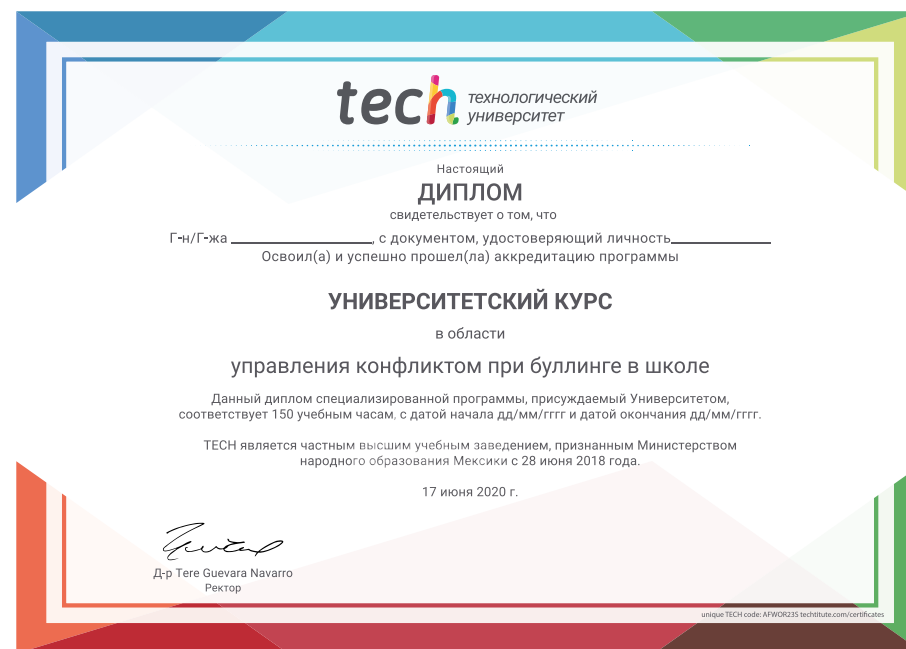 tech технологический
университет
Настоящий
ДИПЛОМ
свидетельствует о том, что
Г-н/Г-жа ____________, с документом, удостоверяющий личность____________
Освоил(а) и успешно прошел(ла) аккредитацию программы
УНИВЕРСИТЕТСКИЙ КУРС
в области
управления конфликтом при буллинге в школе
Данный диплом специализированной программы, присуждаемый Университетом,
соответствует 150 учебным часам, с датой начала дд/мм/гггг и датой окончания дд/мм/гггг.
TECH является частным высшим учебным заведением, признанным Министерством
народного образования Мексики с 28 июня 2018 года.
17 июня 2020 г.
Д-р Tere Guevara Navarro
Ректор
unique TECH code: AFWOR23S techtitute.com/certificates